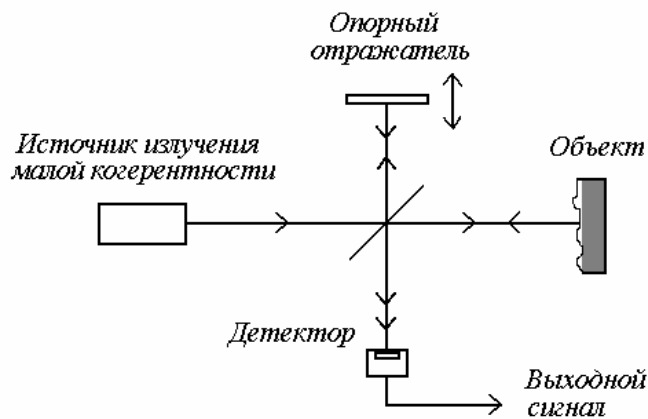 Опорный
отражатель
Источник излучения
малой когерентности
Объект
Детектор
Выходной
сигнал